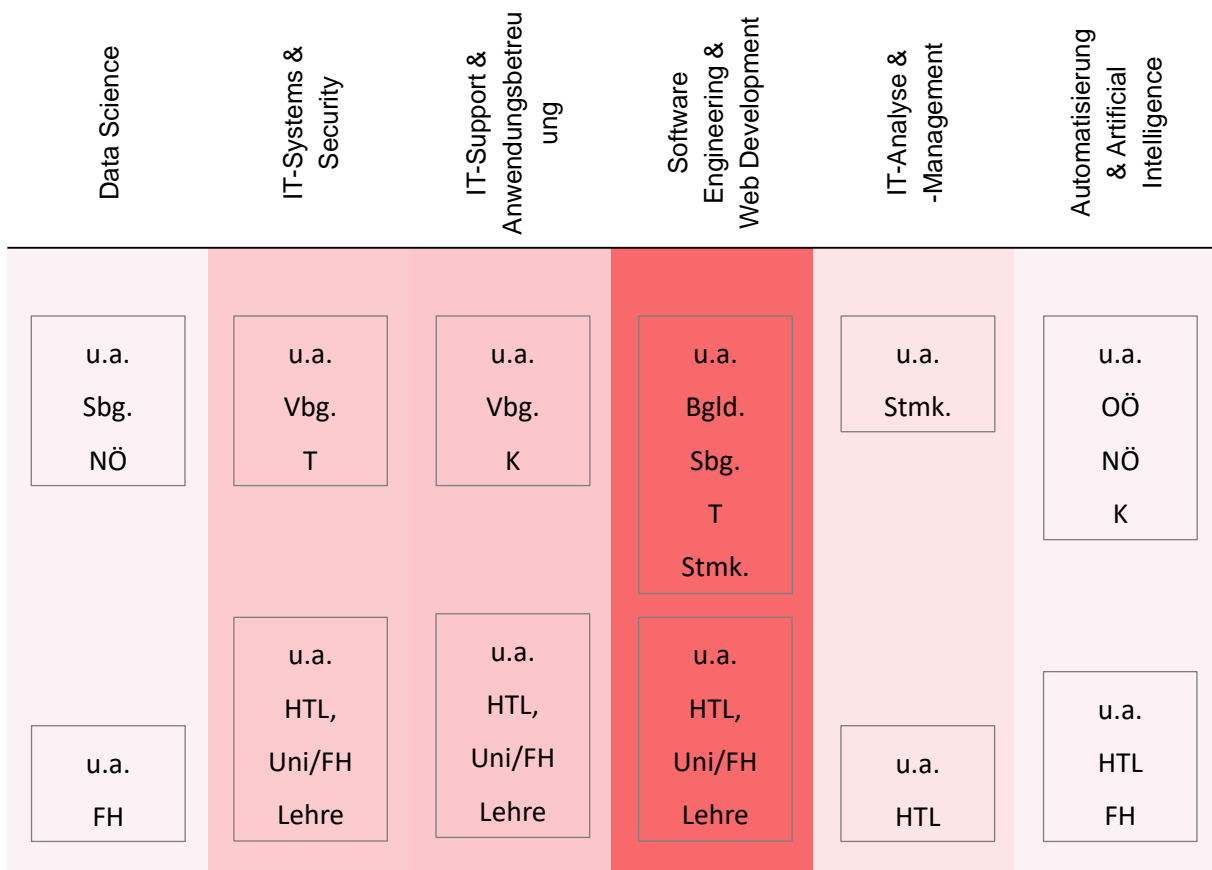 Data Science
IT-Systems &
Security
IT-Support &
Anwendungsbetreu
ung
Software
Engineering &
Web Development
IT-Analyse &
-Management
Automatisierung
& Artificial
Intelligence
u.a.
Sbg.
NÖ
u.a.
Vbg.
T
u.a.
Vbg.
K
u.a.
Bgld.
Sbg.
T
Stmk.
u.a.
Stmk.
u.a.
OÖ
NÖ
K
u.a.
FH
u.a.
HTL,
Uni/FH
Lehre
u.a.
HTL,
Uni/FH
Lehre
u.a.
HTL,
Uni/FH
Lehre
u.a.
HTL
u.a.
HTL
FH